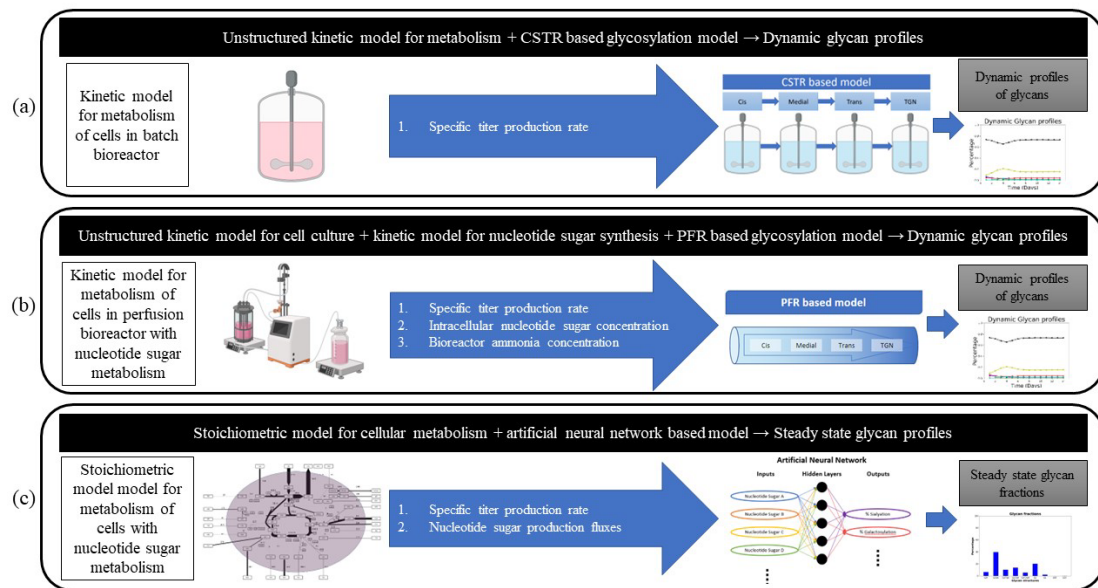 Unstructured kinetic model for metabolism + CSTR based glycosylation model → Dynamic glycan profiles
(a)
Kinetic model
for metabolism
of cells in batch
bioreactor
1. Specific titer production rate
CSTR based model
Cis
Medial
Trans
TGN
Dynamic profiles
of glycans
Dynamic Glycan profiles
Percentage
Time (Days)
Unstructured kinetic model for cell culture + kinetic model for nucleotide sugar synthesis + PFR based glycosylation model → Dynamic glycan profiles
(b)
Kinetic model for
metabolism of
cells in perfusion
bioreactor with
nucleotide sugar
metabolism
1. Specific titer production rate
2. Intracellular nucleotide sugar concentration
3. Bioreactor ammonia concentration
PFR based model
Cis
Medial
Trans
TGN
Dynamic profiles
of glycans
Dynamic Glycan profiles
Percentage
Time (Days)
Stoichiometric model for cellular metabolism + artificial neural network based model → Steady state glycan profiles
(c)
Stoichiometric
model model for
metabolism of
cells with
nucleotide sugar
metabolism
1. Specific titer production rate
2. Nucleotide sugar production fluxes
Artificial Neural Network
Inputs
Hidden Layers
Outputs
Nucleotide Sugar A
Nucleotide Sugar B
Nucleotide Sugar C
Nucleotide Sugar D
% Sialylation
% Galactosylation
Steady state glycan
fractions
Glycan fractions